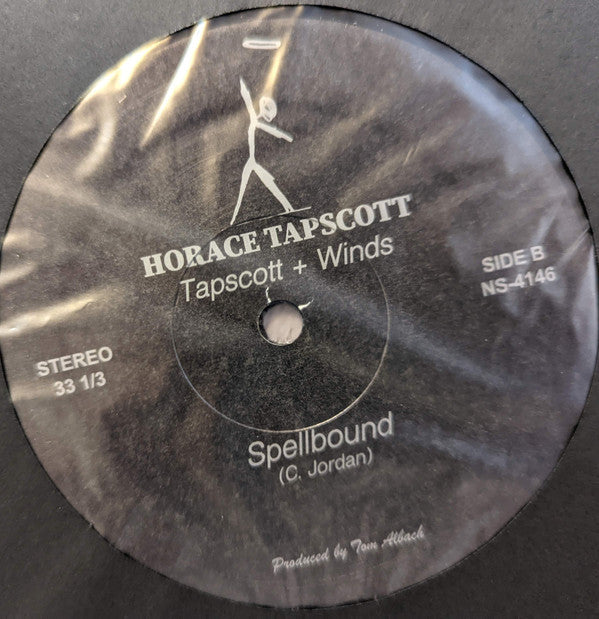 HORACE TAPSCOTT
Tapscott + Winds
SIDE B
NS-4146
STEREO
33 1/3
Spellbound
(C. Jordan)
Produced by Tom Albach